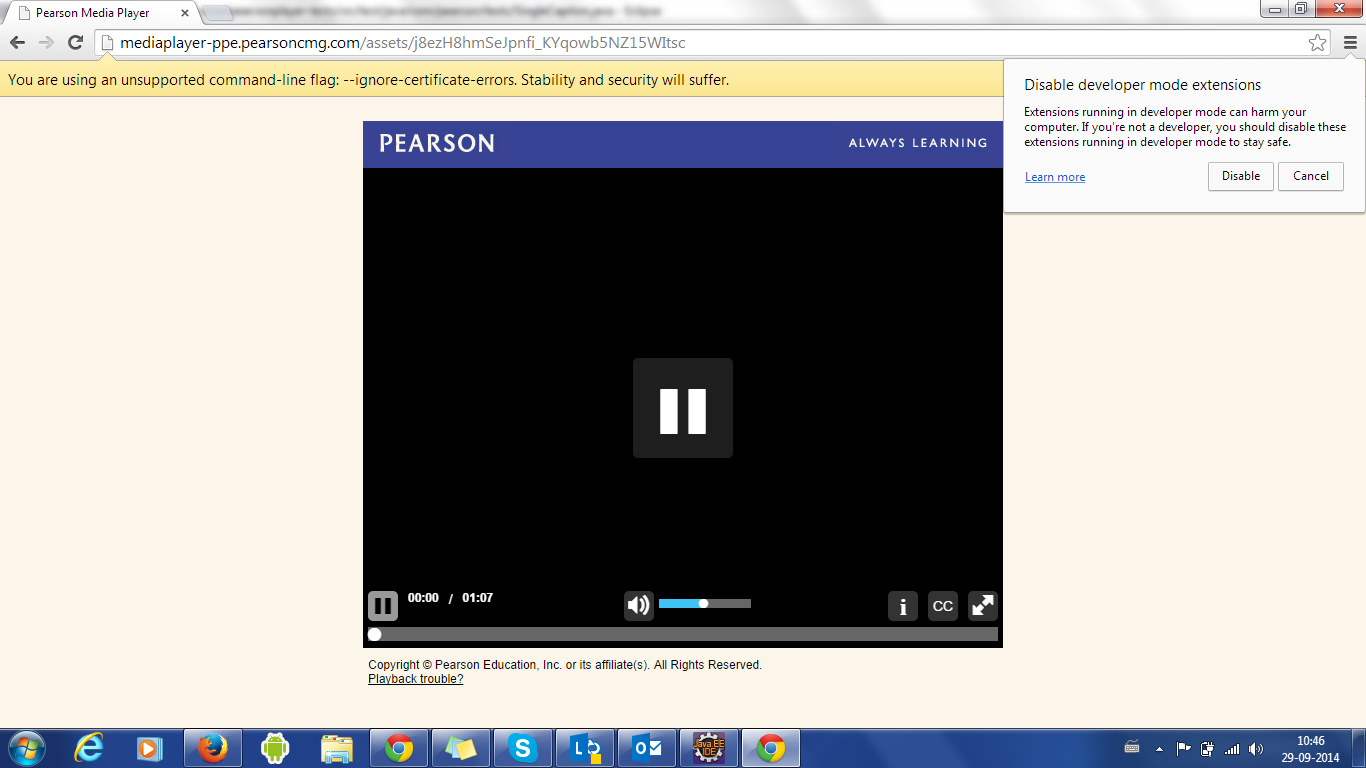 Pearson Media Player
mediaplayer-ppe.pearsoncmg.com/assets/j8ezH8hmSeJpnfi_KYqowb5NZ15WItsc
You are using an unsupported command-line flag: --ignore-certificate-errors. Stability and security will suffer.
Disable developer mode extensions
Extensions running in developer mode can harm your
computer. If you're not a developer, you should disable these
extensions running in developer mode to stay safe.
Learn more
Disable
Cancel
PEARSON
ALWAYS LEARNING
00:00 / 01:07
i
CC
Copyright © Pearson Education, Inc. or its affiliate(s). All Rights Reserved.
Playback trouble?
Java EE
IDE
10:46
29-09-2014